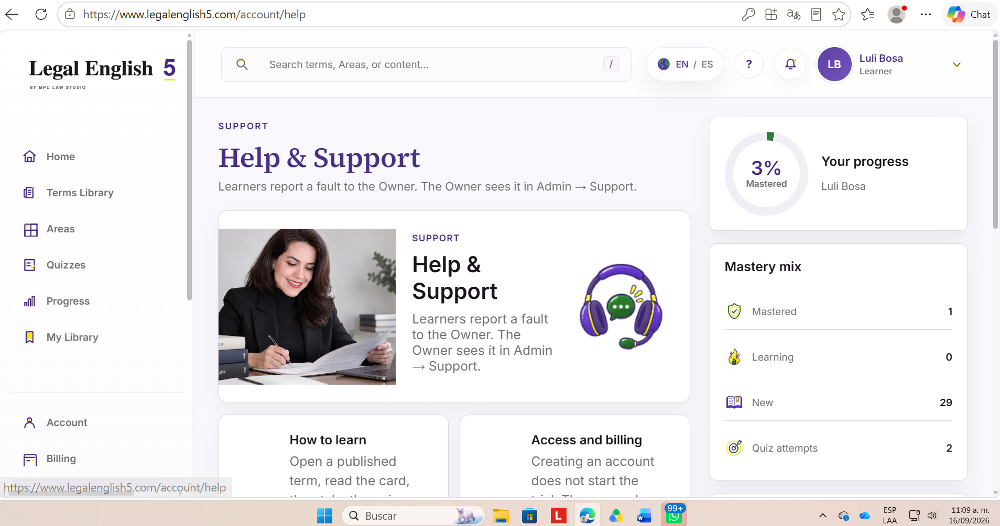 https://www.legalenglish5.com/account/help
Chat
Legal English 5
BY MPC LAW STUDIO
Search terms, Areas, or content...
/
EN / ES
?
LB
Luli Bosa
Learner
Home
Terms Library
Areas
Quizzes
Progress
My Library
Account
Billing
SUPPORT
Help & Support
Learners report a fault to the Owner. The Owner sees it in Admin → Support.
SUPPORT
Help &
Support
Learners report a fault
to the Owner. The
Owner sees it in Admin
→ Support.
How to learn
Open a published
term, read the card,
Access and billing
Creating an account
does not start the
3%
Mastered
Your progress
Luli Bosa
Mastery mix
Mastered 1
Learning 0
New 29
Quiz attempts 2
https://www.legalenglish5.com/account/help
Buscar
L
W
99+
ESP
LAA
11:09 a. m.
16/09/2026